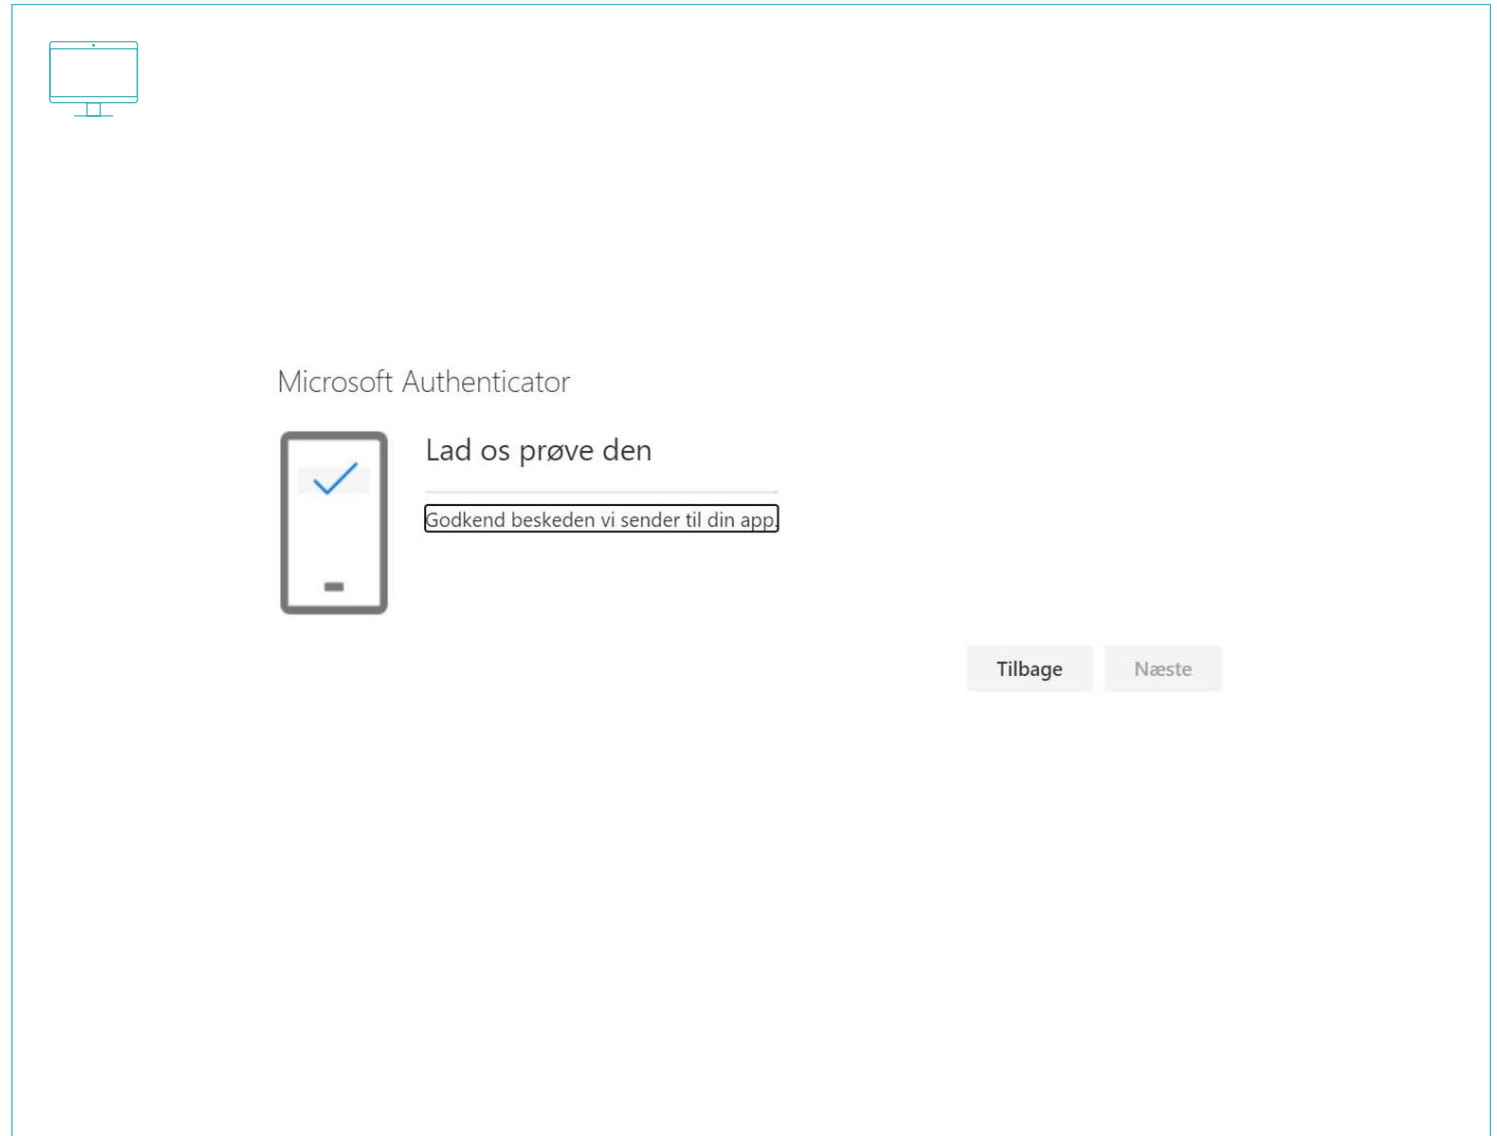 Microsoft Authenticator
Lad os prøve den
Godkend beskeden vi sender til din app.
Tilbage
Næste